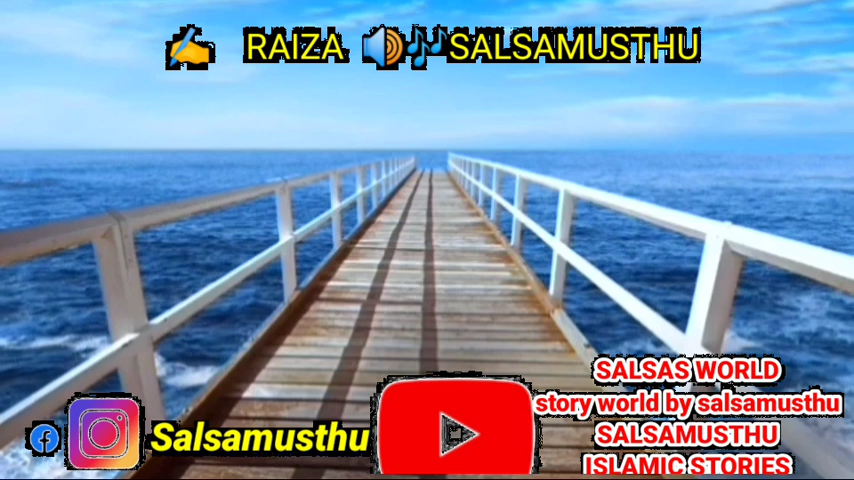 ✍️ RAIZA 🔊🎶SALSAMUSTHU
Salsamusthu
SALSAS WORLD
story world by salsamusthu
SALSAMUSTHU
ISLAMIC STORIES